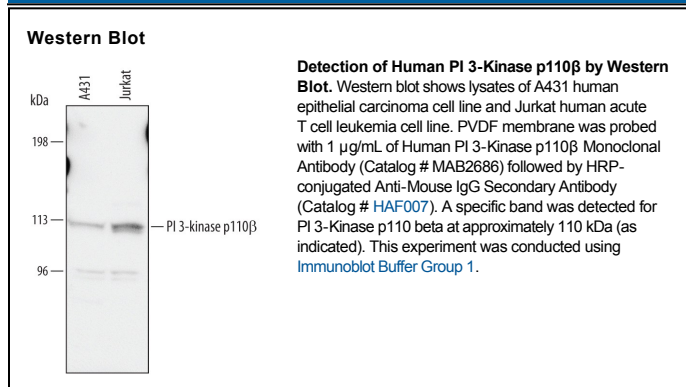 Western Blot
kDa
A431
Jurkat
198
113
96
PI 3-kinase p110β
Detection of Human PI 3-Kinase p110β by Western
Blot. Western blot shows lysates of A431 human
epithelial carcinoma cell line and Jurkat human acute
T cell leukemia cell line. PVDF membrane was probed
with 1 µg/mL of Human PI 3-Kinase p110β Monoclonal
Antibody (Catalog # MAB2686) followed by HRP-
conjugated Anti-Mouse IgG Secondary Antibody
(Catalog # HAF007). A specific band was detected for
PI 3-Kinase p110 beta at approximately 110 kDa (as
indicated). This experiment was conducted using
Immunoblot Buffer Group 1.